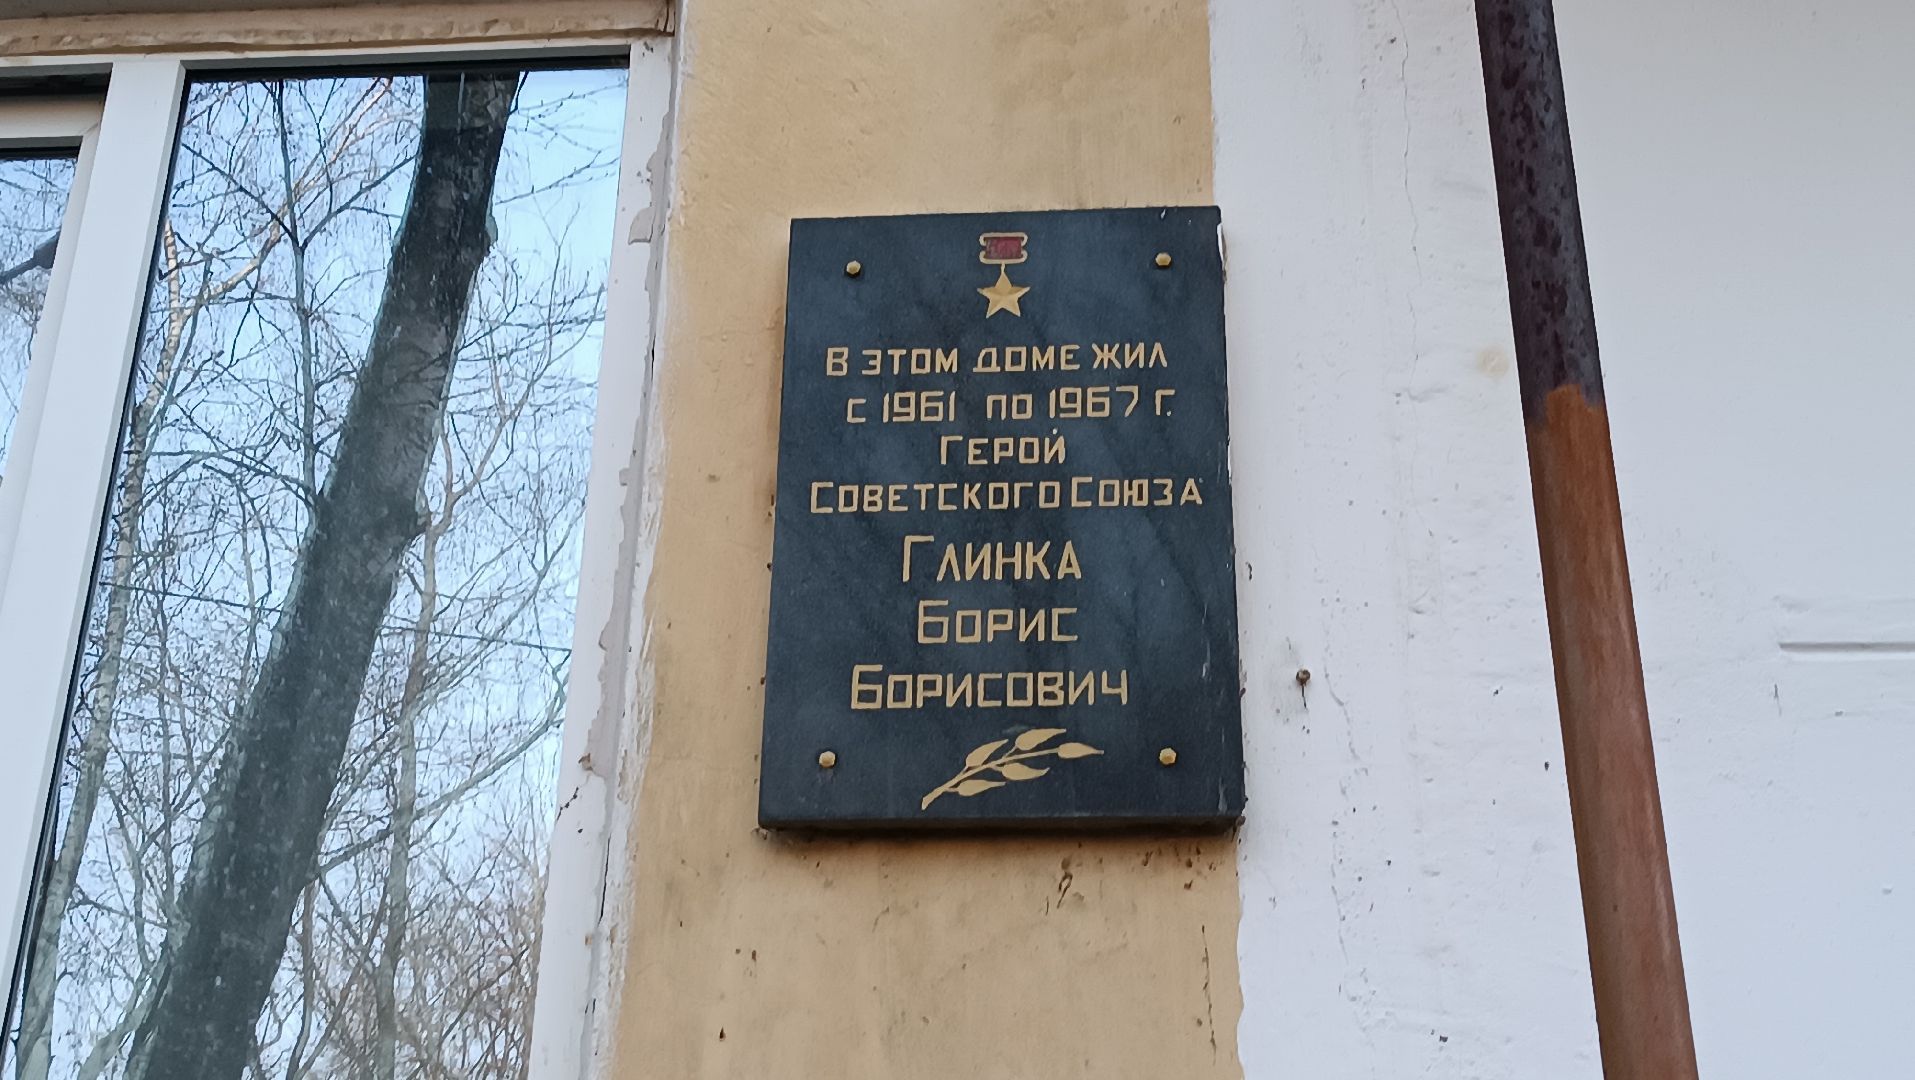 В этом доме жил
с 1961 по 1967 г.
Герой
Советского Союза
Глинка
Борис
Борисович